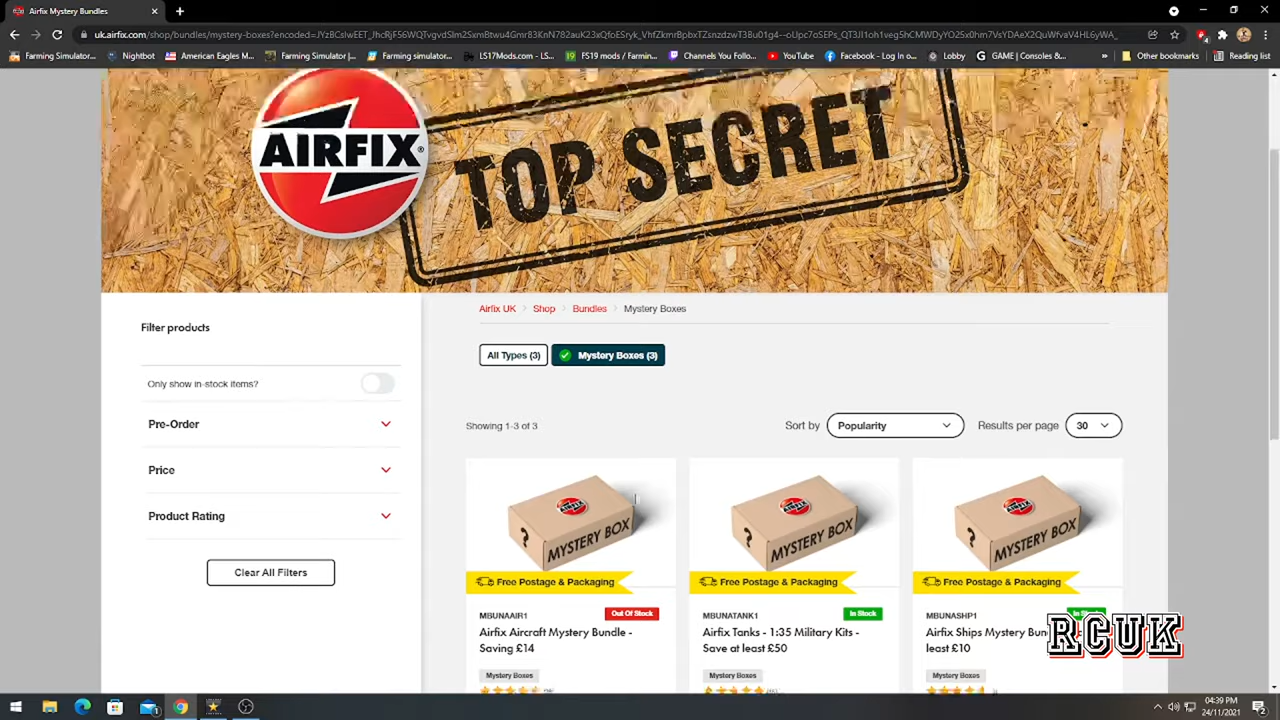 Airfix Mystery Bundles
uk.airfix.com/shop/bundles/mystery-boxes?encoded=
Farming Simulator... Nightbot American Eagles M... Farming Simulator,... LS17Mods.com - LS... FS19 mods / Farmin... Channels You Follo... YouTube Facebook - Log In o... Lobby GAME | Consoles &... Other bookmarks Reading list
AIRFIX
TOP SECRET
Airfix UK > Shop > Bundles > Mystery Boxes
Filter products
All Types (3) Mystery Boxes (3)
Only show in-stock items?
Pre-Order
Showing 1-3 of 3 Sort by Popularity Results per page 30
Price
Product Rating
Clear All Filters
AIRFIX AIRFIX AIRFIX
? MYSTERY BOX ? MYSTERY BOX ? MYSTERY BOX
Free Postage & Packaging Free Postage & Packaging Free Postage & Packaging
MBUNAAIR1 Out Of Stock MBUNATANK1 In Stock MBUNASHP1
Airfix Aircraft Mystery Bundle - Airfix Tanks - 1:35 Military Kits - Airfix Ships Mystery
Saving £14 Save at least £50 least £10
RCUK
Mystery Boxes Mystery Boxes Mystery Boxes
04:39 PM
24/11/2021